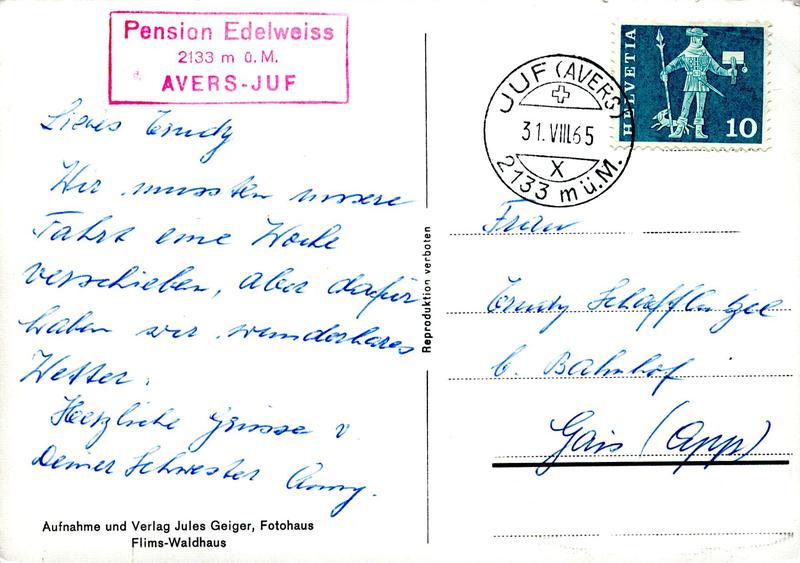 Pension Edelweiss
2133 m ü.M.
AVERS-JUF
Liebes Trudy
Wir mussten unsere
Fahrt eine Woche
verschieben, aber dafür
haben wir wunderbares
Wetter.
Herzliche Grüsse v
Deiner Schwester Anny.
Aufnahme und Verlag Jules Geiger, Fotohaus
Flims-Waldhaus
Reproduktion verboten
JUF (AVERS)
31.VIII.65
X
2133 m ü.M.
HELVETIA
10
Frau
Trudy
b. Bahnhof
Gais (App)